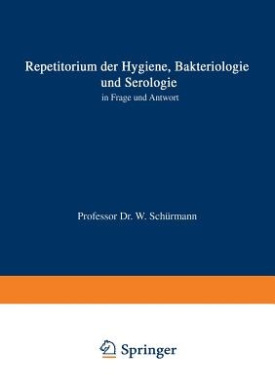 Repetitorium der Hygiene, Bakteriologie
und Serologie
in Frage und Antwort
Professor Dr. W. Schürmann
Springer